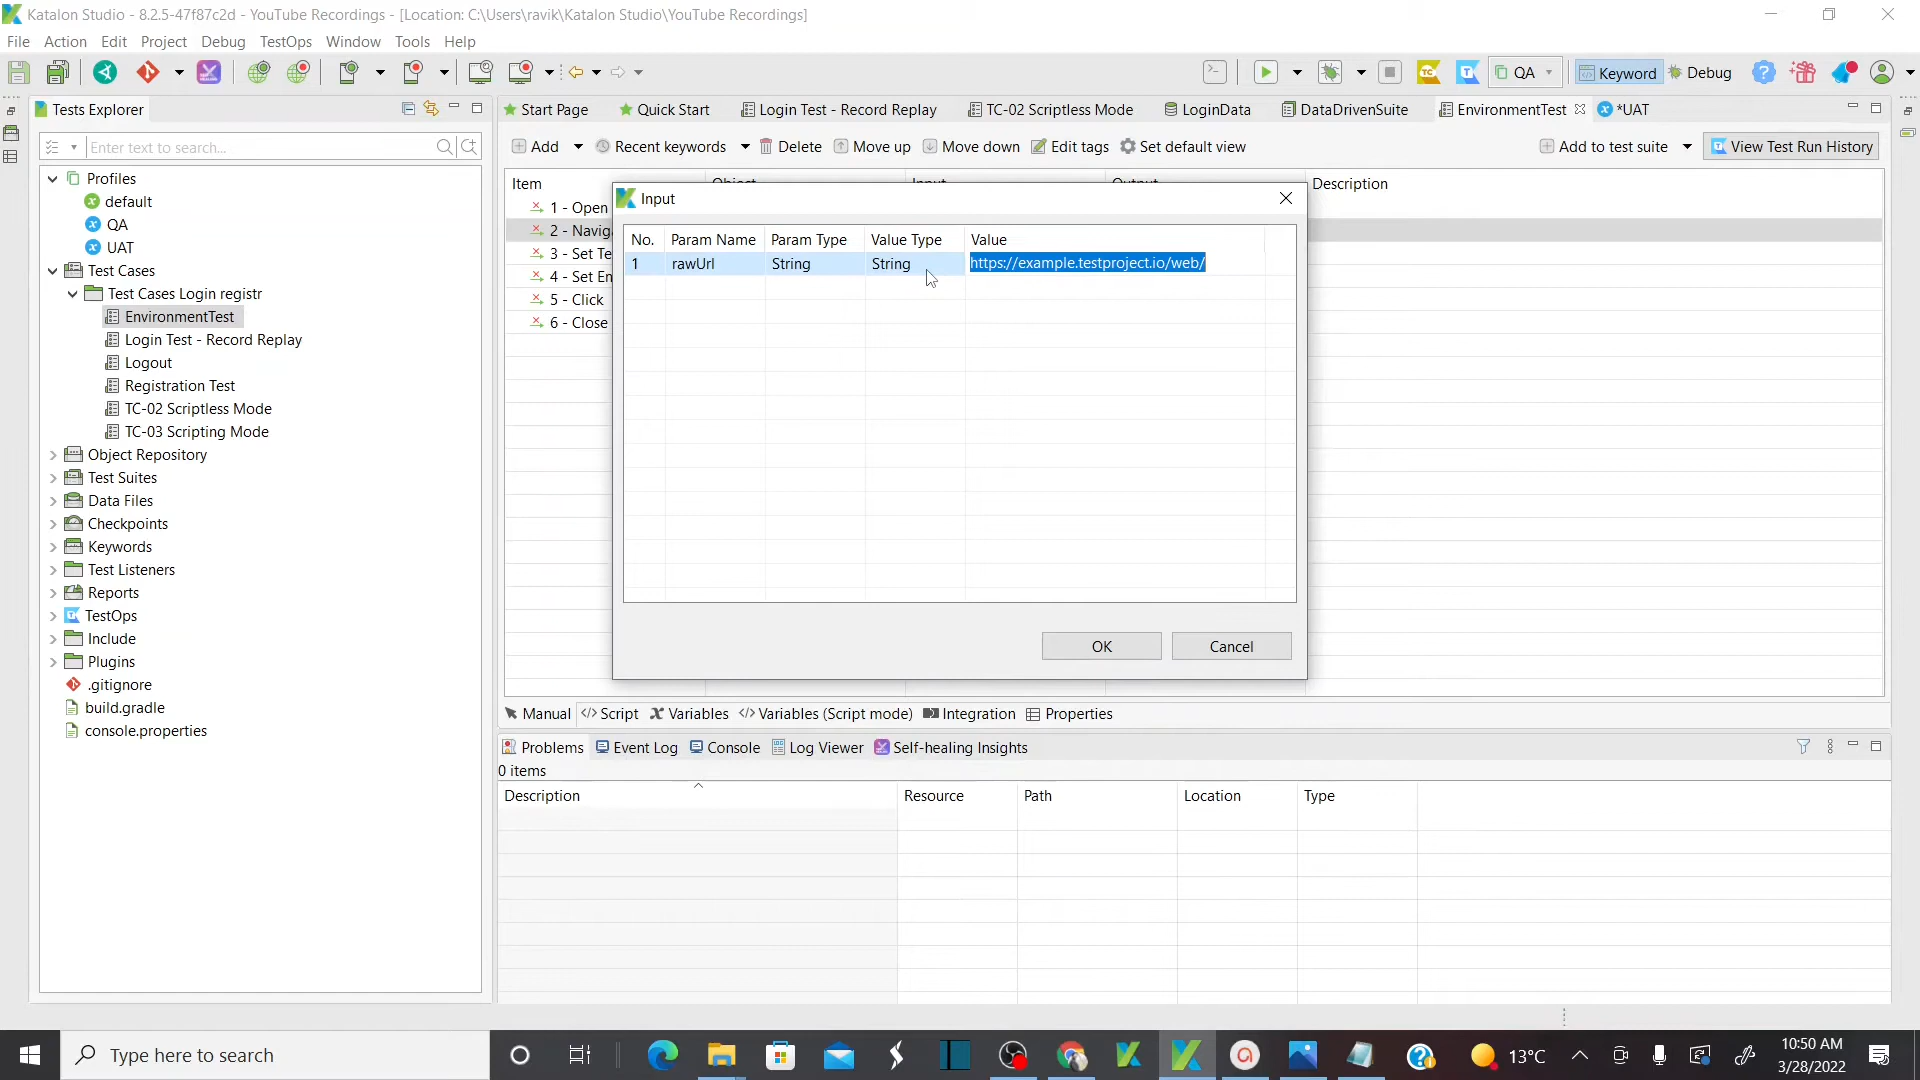 Katalon Studio - 8.2.5-47f87c2d - YouTube Recordings - [Location: C:\Users\ravik\Katalon Studio\YouTube Recordings]
File Action Edit Project Debug TestOps Window Tools Help
QA Keyword Debug
Tests Explorer
Start Page Quick Start Login Test - Record Replay TC-02 Scriptless Mode LoginData DataDrivenSuite EnvironmentTest *UAT
Enter text to search...
Add Recent keywords Delete Move up Move down Edit tags Set default view Add to test suite View Test Run History
Profiles
default
QA
UAT
Test Cases
Test Cases Login registr
EnvironmentTest
Login Test - Record Replay
Logout
Registration Test
TC-02 Scriptless Mode
TC-03 Scripting Mode
Object Repository
Test Suites
Data Files
Checkpoints
Keywords
Test Listeners
Reports
TestOps
Include
Plugins
.gitignore
build.gradle
console.properties
Item Object Input Output Description
1 - Open
2 - Naviga
3 - Set Te
4 - Set En
5 - Click
6 - Close
Input
No. Param Name Param Type Value Type Value
1 rawUrl String String https://example.testproject.io/web/
OK Cancel
Manual Script Variables Variables (Script mode) Integration Properties
Problems Event Log Console Log Viewer Self-healing Insights
0 items
Description Resource Path Location Type
Type here to search
13°C
10:50 AM
3/28/2022